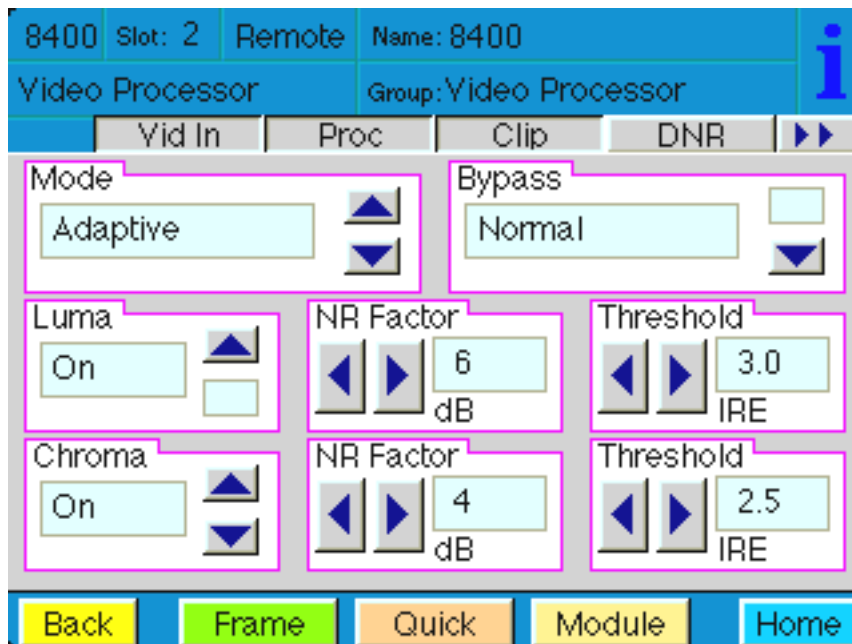 8400 Slot: 2 Remote Name: 8400
Video Processor Group: Video Processor
Vid In Proc Clip DNR
Mode Bypass
Adaptive Normal
Luma NR Factor Threshold
On 6 3.0
dB IRE
Chroma NR Factor Threshold
On 4 2.5
dB IRE
Back Frame Quick Module Home